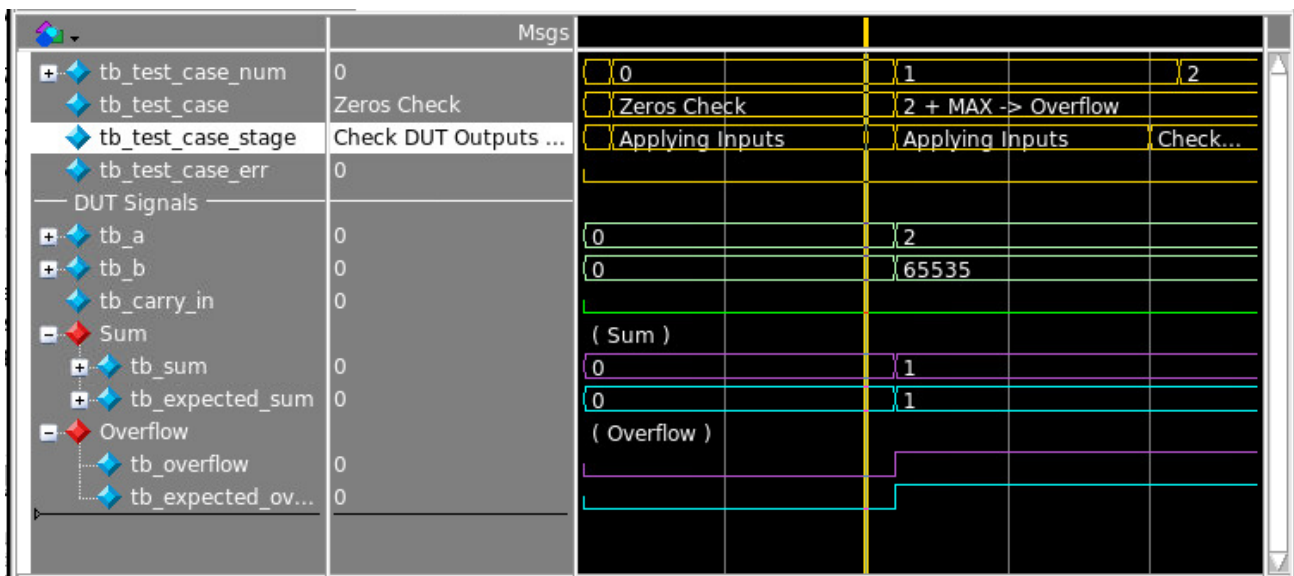 Msgs
tb_test_case_num 0 0 1 2
tb_test_case Zeros Check Zeros Check 2 + MAX -> Overflow
tb_test_case_stage Check DUT Outputs ... Applying Inputs Applying Inputs Check...
tb_test_case_err 0
DUT Signals
tb_a 0 0 2
tb_b 0 0 65535
tb_carry_in 0
Sum ( Sum )
tb_sum 0 0 1
tb_expected_sum 0 0 1
Overflow ( Overflow )
tb_overflow 0
tb_expected_ov... 0